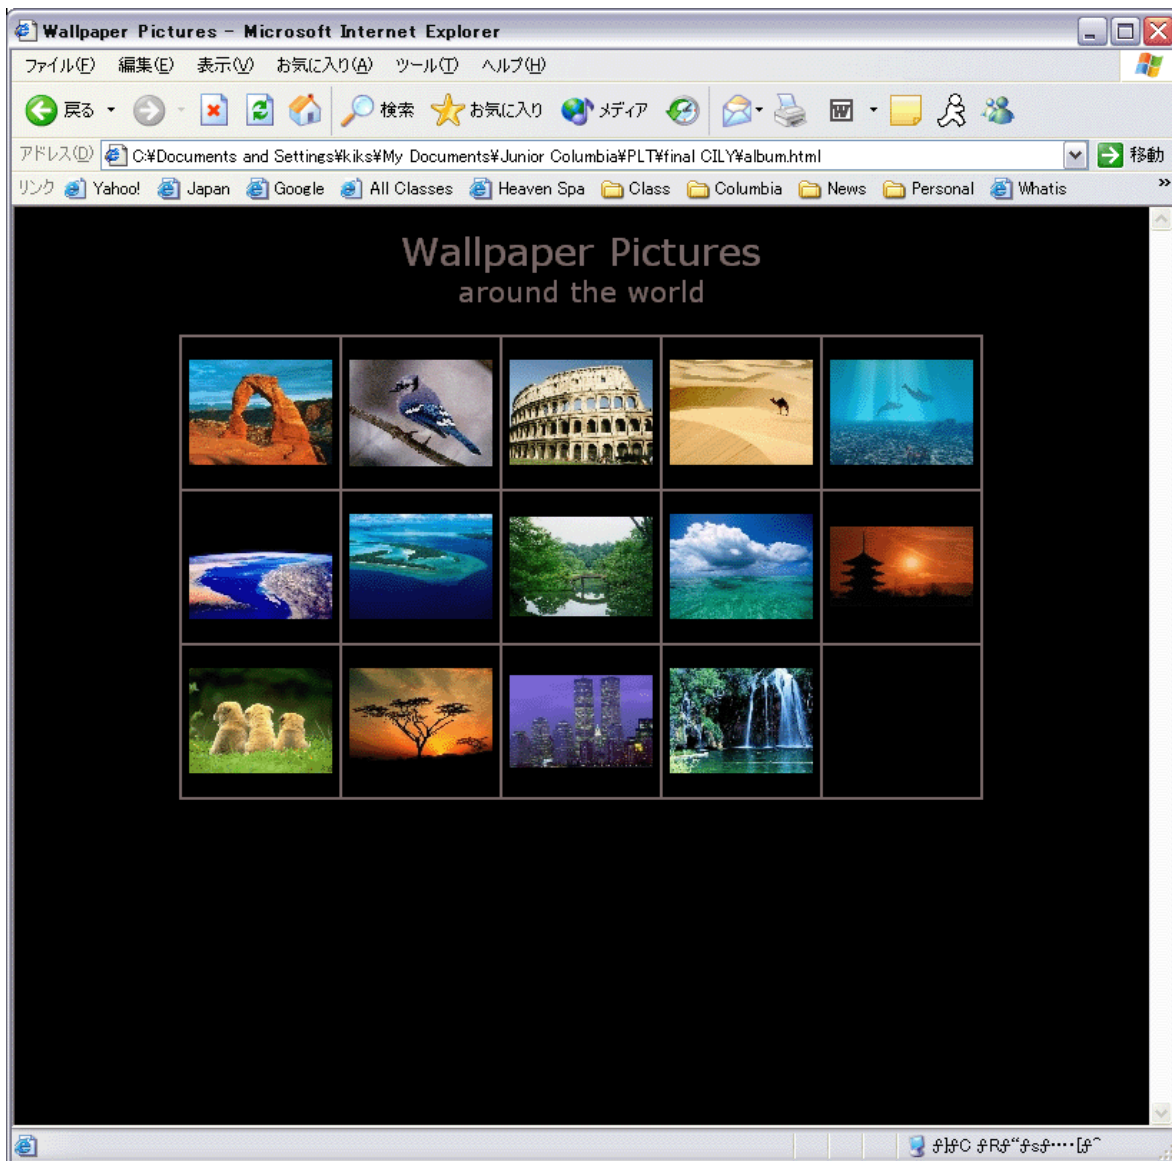 Wallpaper Pictures - Microsoft Internet Explorer
ファイル(F) 編集(E) 表示(V) お気に入り(A) ツール(T) ヘルプ(H)
戻る 検索 お気に入り メディア
アドレス(D) C:¥Documents and Settings¥kiks¥My Documents¥Junior Columbia¥PLT¥final CILY¥album.html 移動
リンク Yahoo! Japan Google All Classes Heaven Spa Class Columbia News Personal Whatis »
Wallpaper Pictures
around the world